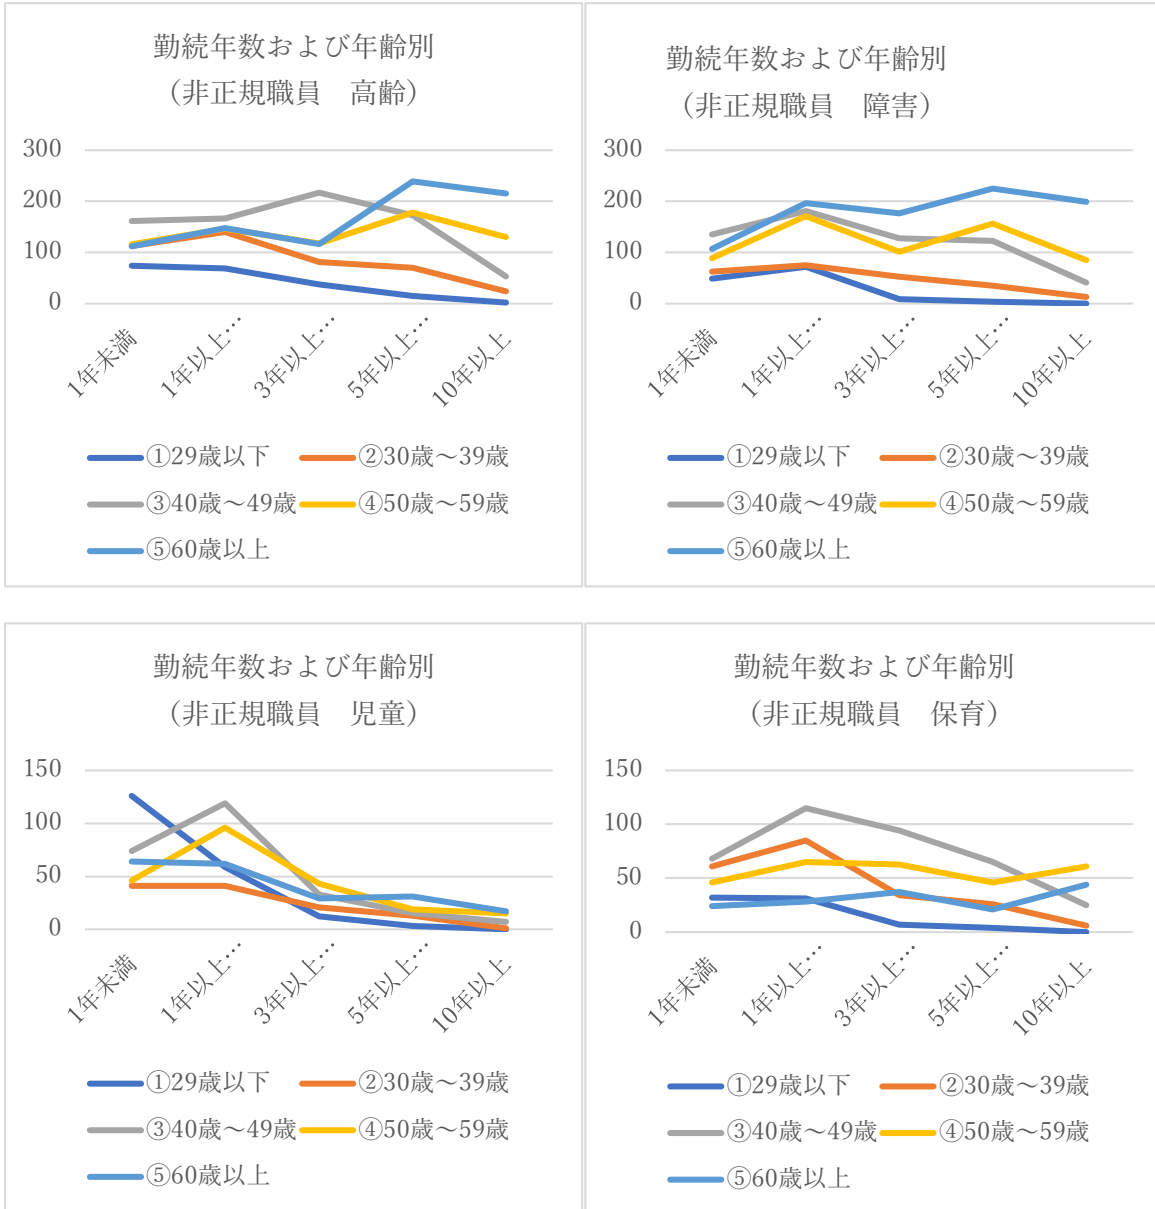 勤続年数および年齢別
（非正規職員　高齢）
300
200
100
0
1年未満
1年以上…
3年以上…
5年以上…
10年以上
①29歳以下
②30歳～39歳
③40歳～49歳
④50歳～59歳
⑤60歳以上
勤続年数および年齢別
（非正規職員　障害）
300
200
100
0
1年未満
1年以上…
3年以上…
5年以上…
10年以上
①29歳以下
②30歳～39歳
③40歳～49歳
④50歳～59歳
⑤60歳以上
勤続年数および年齢別
（非正規職員　児童）
150
100
50
0
1年未満
1年以上…
3年以上…
5年以上…
10年以上
①29歳以下
②30歳～39歳
③40歳～49歳
④50歳～59歳
⑤60歳以上
勤続年数および年齢別
（非正規職員　保育）
150
100
50
0
1年未満
1年以上…
3年以上…
5年以上…
10年以上
①29歳以下
②30歳～39歳
③40歳～49歳
④50歳～59歳
⑤60歳以上